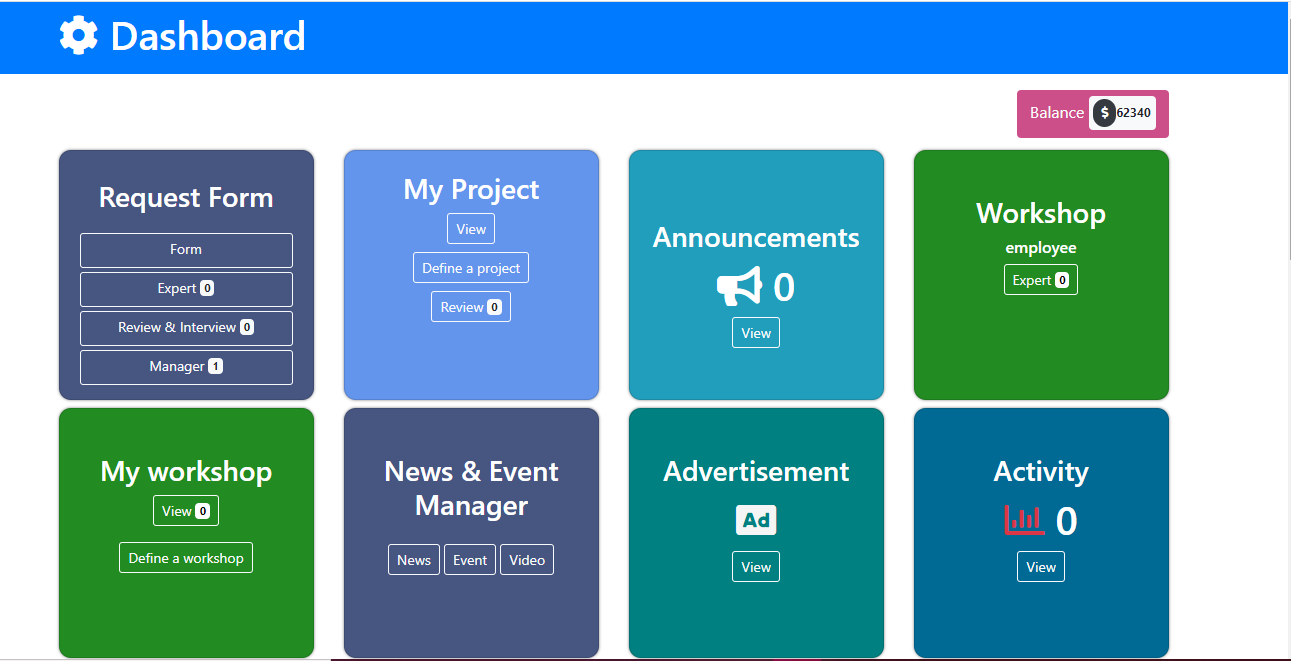 Dashboard
Balance $ 62340
Request Form
Form
Expert 0
Review & Interview 0
Manager 1
My Project
View
Define a project
Review 0
Announcements
0
View
Workshop
employee
Expert 0
My workshop
View 0
Define a workshop
News & Event
Manager
News Event Video
Advertisement
Ad
View
Activity
0
View